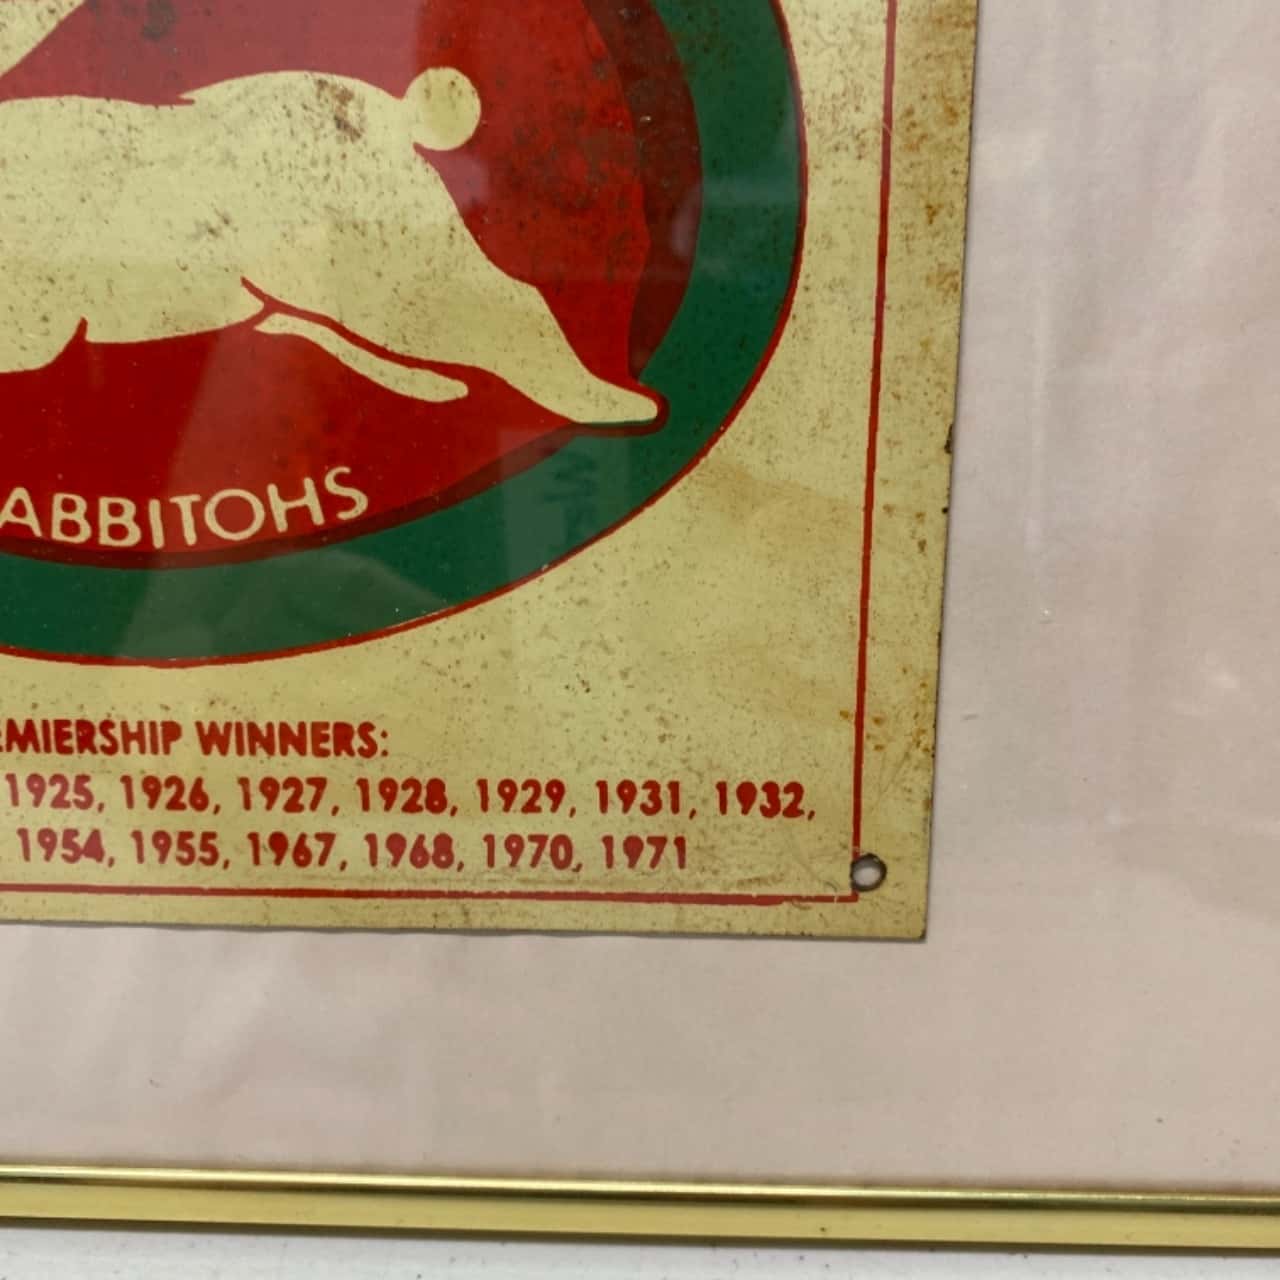 ABBITOHS
EMIERSHIP WINNERS:
1925, 1926, 1927, 1928, 1929, 1931, 1932,
1954, 1955, 1967, 1968, 1970, 1971